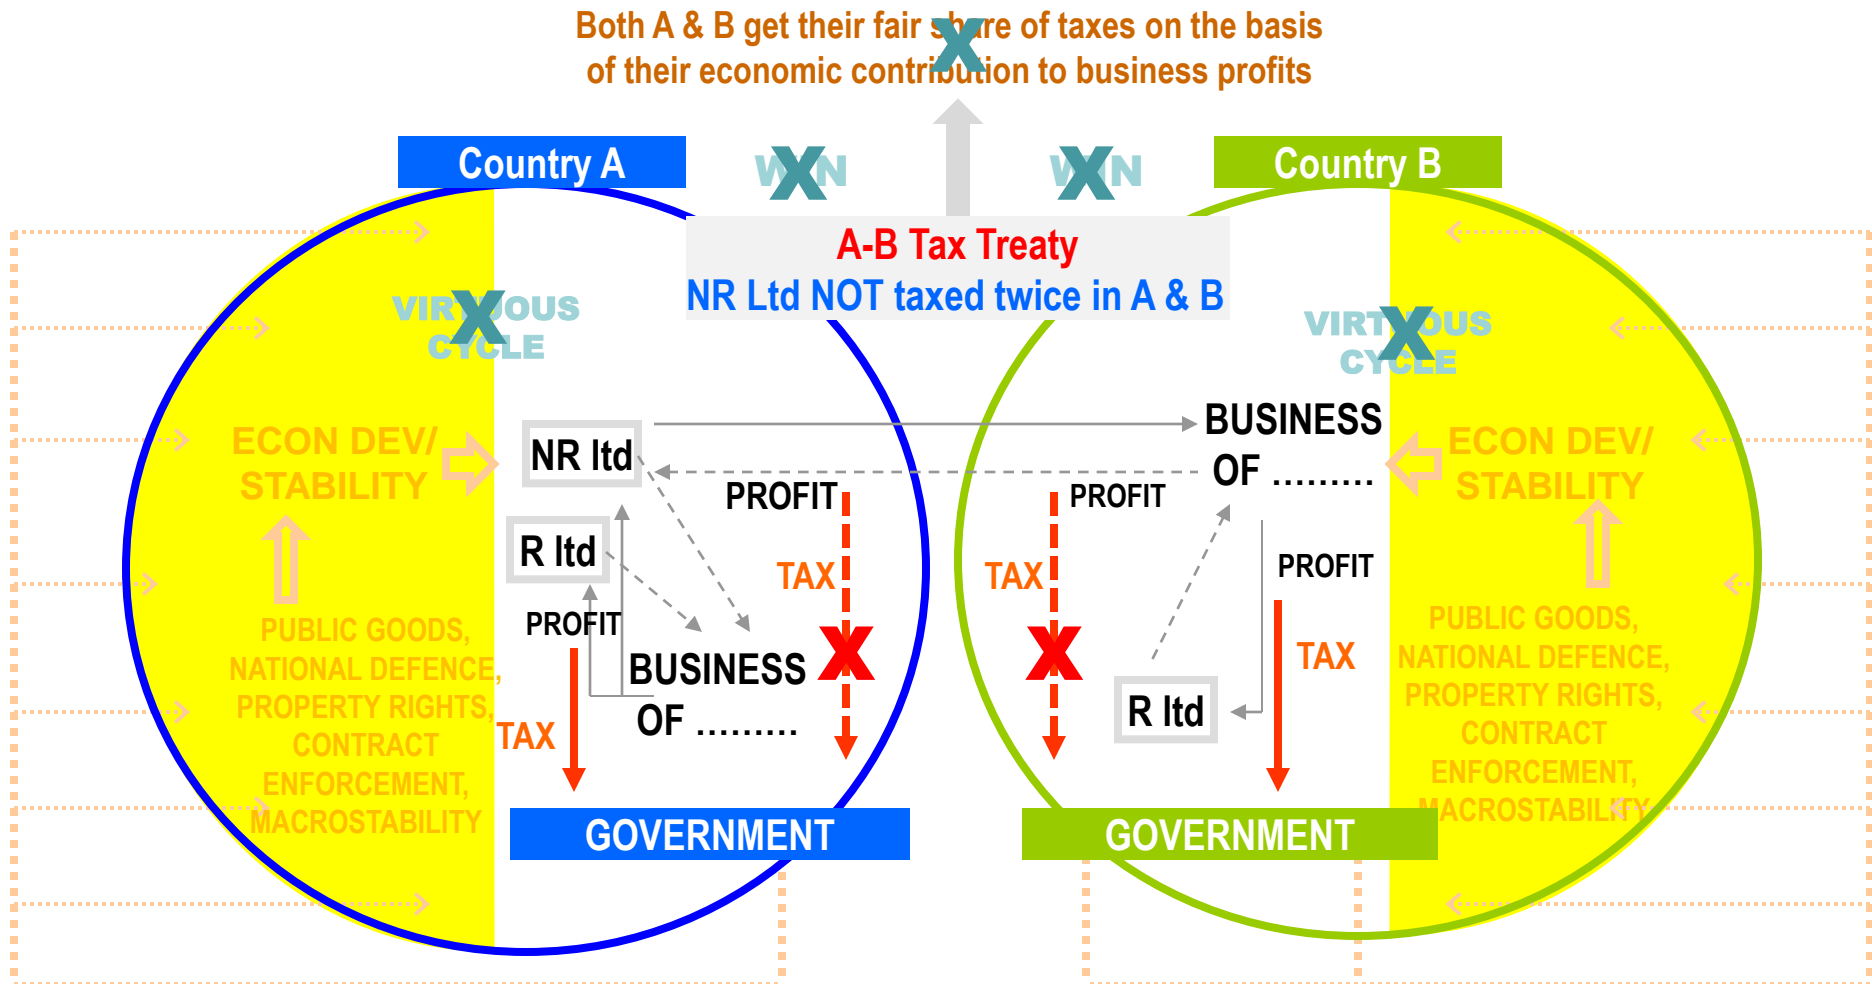 Both A & B get their fair share of taxes on the basis
of their economic contribution to business profits
X
Country A
WIN
X
WIN
X
Country B
A-B Tax Treaty
NR Ltd NOT taxed twice in A & B
VIRTUOUS
CYCLE
X
VIRTUOUS
CYCLE
X
ECON DEV/
STABILITY
NR ltd
R ltd
PROFIT
TAX
PROFIT
TAX
X
BUSINESS
OF .........
PUBLIC GOODS,
NATIONAL DEFENCE,
PROPERTY RIGHTS,
CONTRACT
ENFORCEMENT,
MACROSTABILITY
GOVERNMENT
BUSINESS
OF .........
PROFIT
TAX
X
PROFIT
TAX
R ltd
ECON DEV/
STABILITY
PUBLIC GOODS,
NATIONAL DEFENCE,
PROPERTY RIGHTS,
CONTRACT
ENFORCEMENT,
MACROSTABILITY
GOVERNMENT